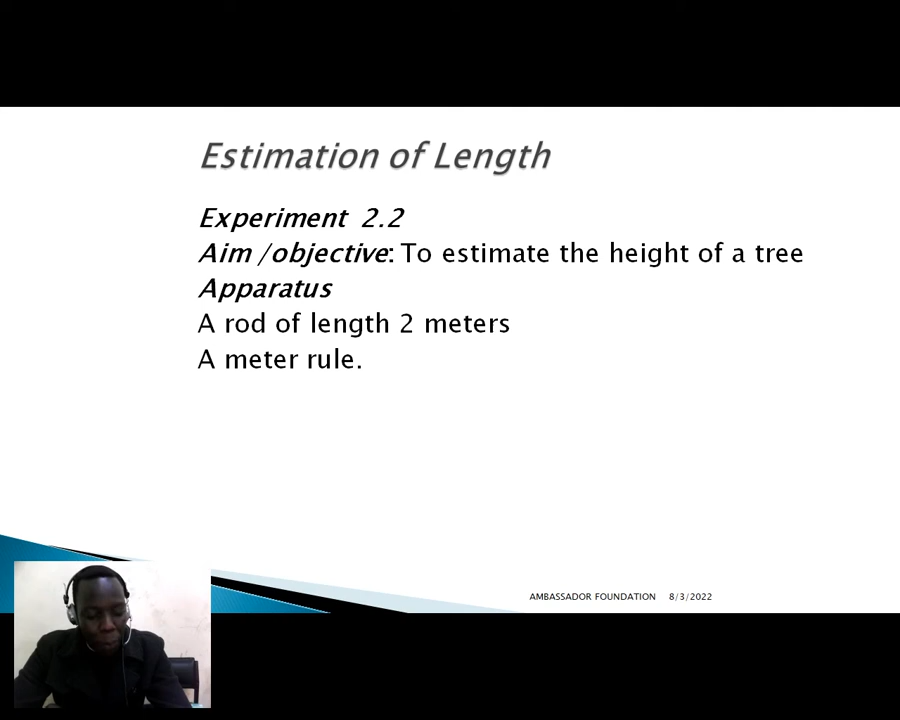 Estimation of Length
Experiment 2.2
Aim /objective: To estimate the height of a tree
Apparatus
A rod of length 2 meters
A meter rule.
AMBASSADOR FOUNDATION 8/3/2022